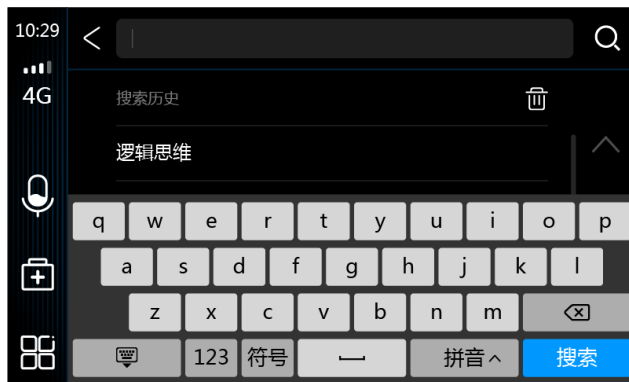 10:29
4G
搜索历史
逻辑思维
q w e r t y u i o p
a s d f g h j k l
z x c v b n m
123 符号 拼音 搜索